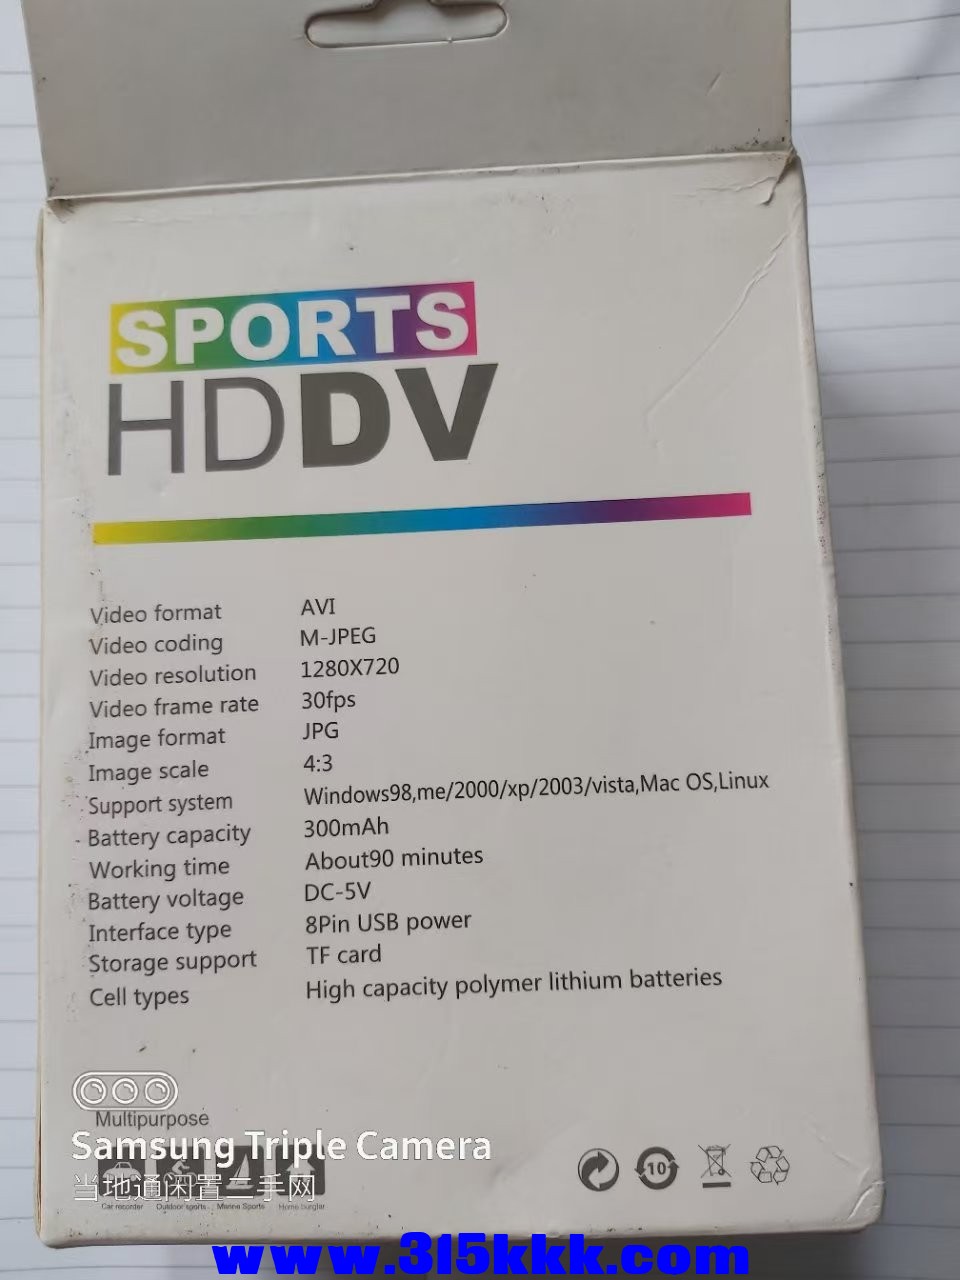 SPORTS
HDDV
Video format AVI
Video coding M-JPEG
Video resolution 1280X720
Video frame rate 30fps
Image format JPG
Image scale 4:3
Support system Windows98,me/2000/xp/2003/vista,Mac OS,Linux
Battery capacity 300mAh
Working time About90 minutes
Battery voltage DC-5V
Interface type 8Pin USB power
Storage support TF card
Cell types High capacity polymer lithium batteries
Multipurpose
Samsung Triple Camera
当地通闲置二手网
Car recorder Outdoor sports Marine Sports Home burglar
10
www.315kkk.com